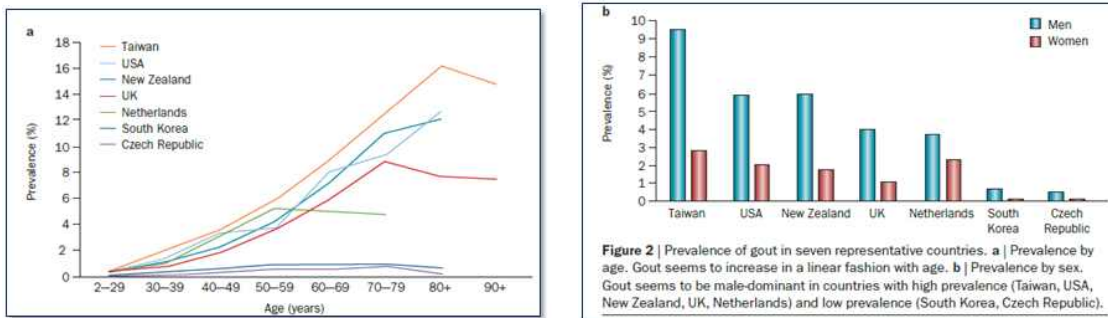 a
18
16
14
12
10
8
6
4
2
0
Prevalence (%)
Taiwan
USA
New Zealand
UK
Netherlands
South Korea
Czech Republic
2–29 30–39 40–49 50–59 60–69 70–79 80+ 90+
Age (years)
b
10
9
8
7
6
5
4
3
2
1
0
Prevalence (%)
Men
Women
Taiwan USA New Zealand UK Netherlands South Czech
Korea Republic
Figure 2 | Prevalence of gout in seven representative countries. a | Prevalence by
age. Gout seems to increase in a linear fashion with age. b | Prevalence by sex.
Gout seems to be male-dominant in countries with high prevalence (Taiwan, USA,
New Zealand, UK, Netherlands) and low prevalence (South Korea, Czech Republic).